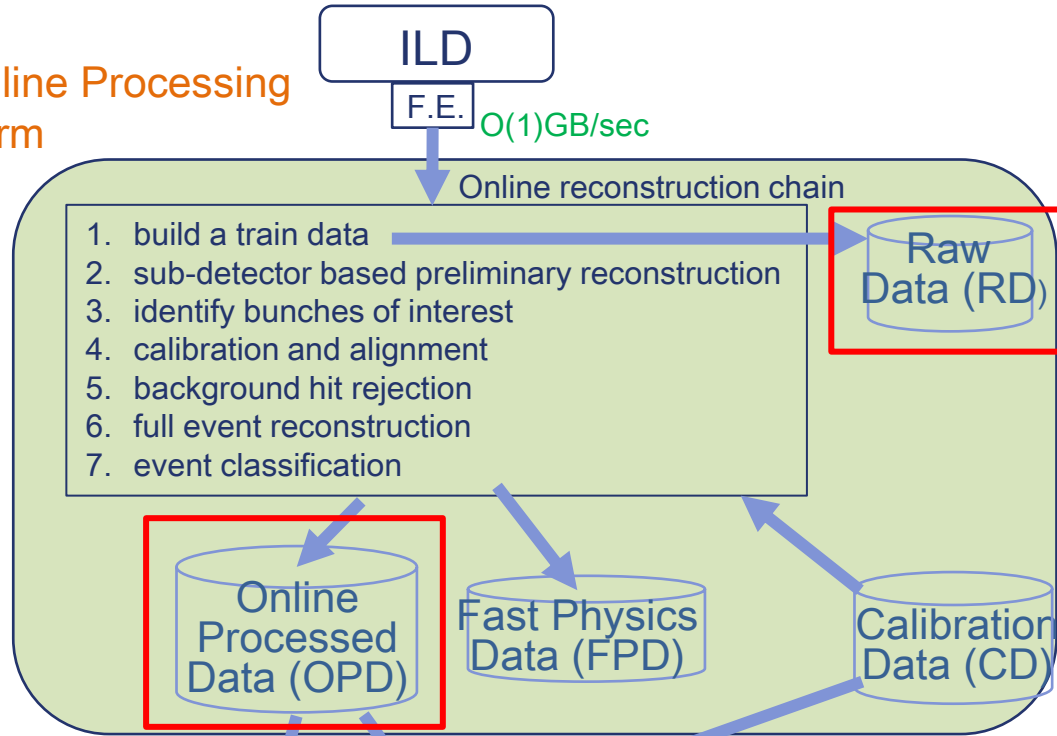 ILD
line Processing
rm
F.E.
O(1)GB/sec
Online reconstruction chain
1. build a train data
2. sub-detector based preliminary reconstruction
3. identify bunches of interest
4. calibration and alignment
5. background hit rejection
6. full event reconstruction
7. event classification
Raw
Data (RD)
Online
Processed
Data (OPD)
Fast Physics
Data (FPD)
Calibration
Data (CD)